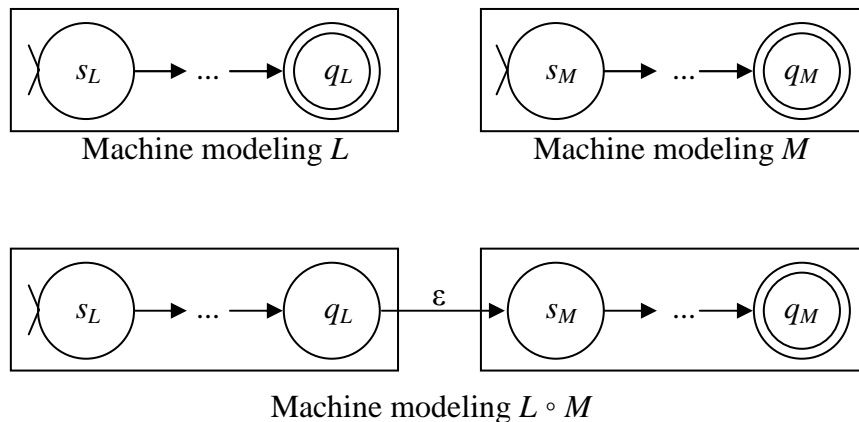 s_L ... q_L s_M ... q_M
Machine modeling L Machine modeling M
s_L ... q_L ε s_M ... q_M
Machine modeling L ∘ M